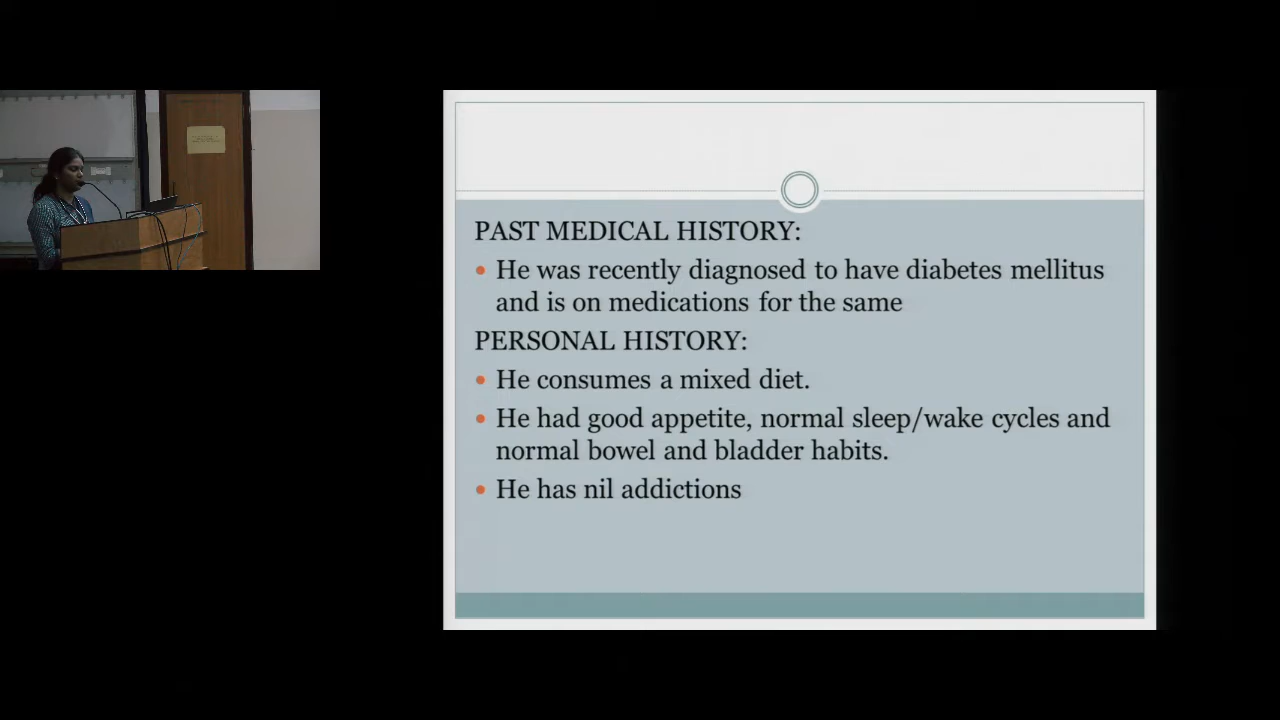 PAST MEDICAL HISTORY:
• He was recently diagnosed to have diabetes mellitus
and is on medications for the same
PERSONAL HISTORY:
• He consumes a mixed diet.
• He had good appetite, normal sleep/wake cycles and
normal bowel and bladder habits.
• He has nil addictions